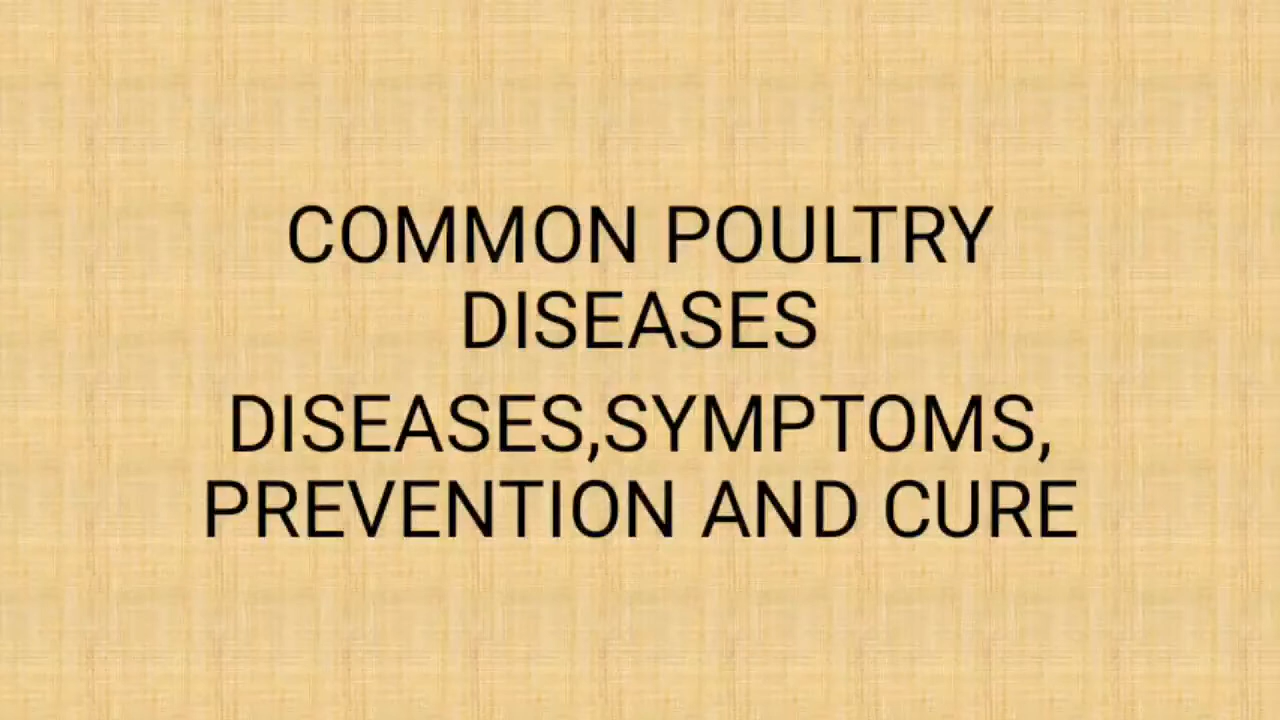 COMMON POULTRY
DISEASES
DISEASES,SYMPTOMS,
PREVENTION AND CURE